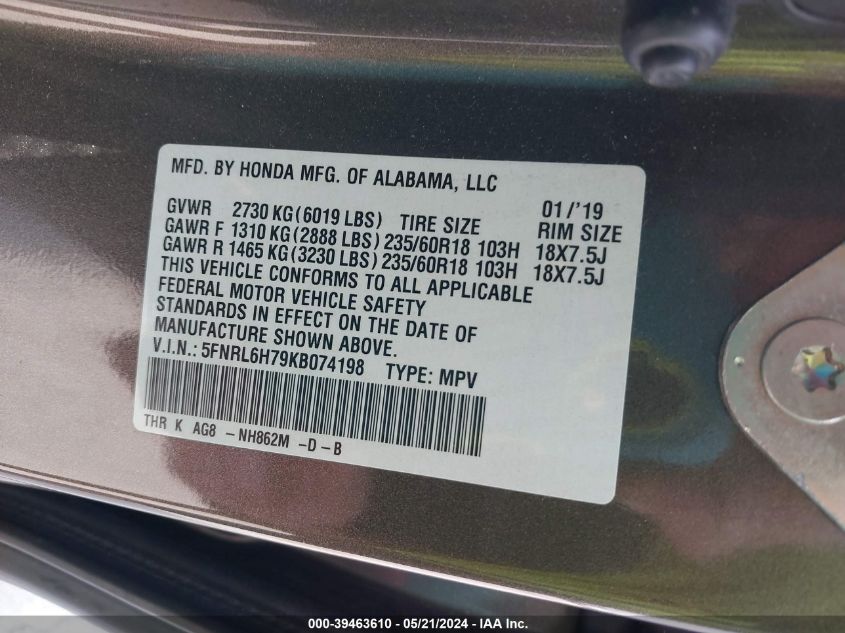 MFD. BY HONDA MFG. OF ALABAMA, LLC
01/'19
GVWR 2730 KG(6019 LBS) TIRE SIZE RIM SIZE
GAWR F 1310 KG(2888 LBS) 235/60R18 103H 18X7.5J
GAWR R 1465 KG(3230 LBS) 235/60R18 103H 18X7.5J
THIS VEHICLE CONFORMS TO ALL APPLICABLE
FEDERAL MOTOR VEHICLE SAFETY
STANDARDS IN EFFECT ON THE DATE OF
MANUFACTURE SHOWN ABOVE.
V.I.N.: 5FNRL6H79KB074198 TYPE: MPV
THR K AG8 -NH862M -D-B
000-39463610 / 05/21/2024 - IAA Inc.